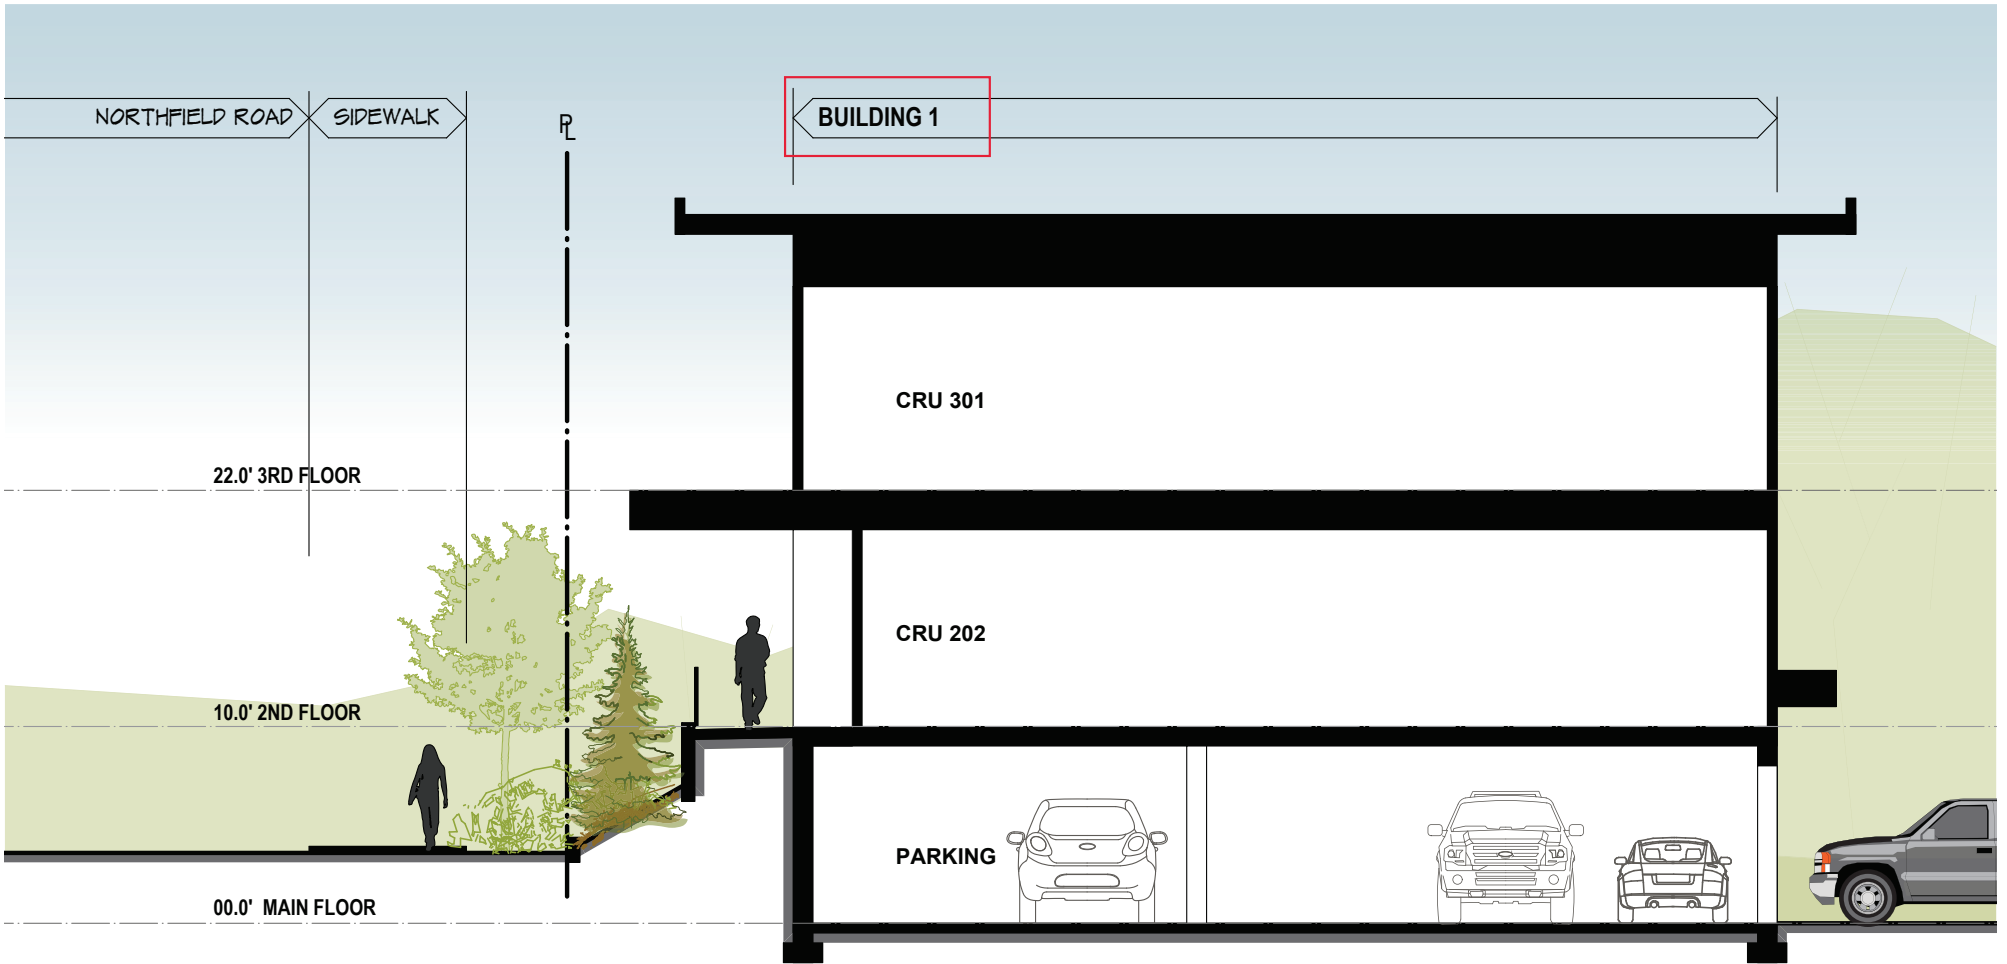 NORTHFIELD ROAD
SIDEWALK
PL
BUILDING 1
CRU 301
22.0' 3RD FLOOR
CRU 202
10.0' 2ND FLOOR
PARKING
00.0' MAIN FLOOR